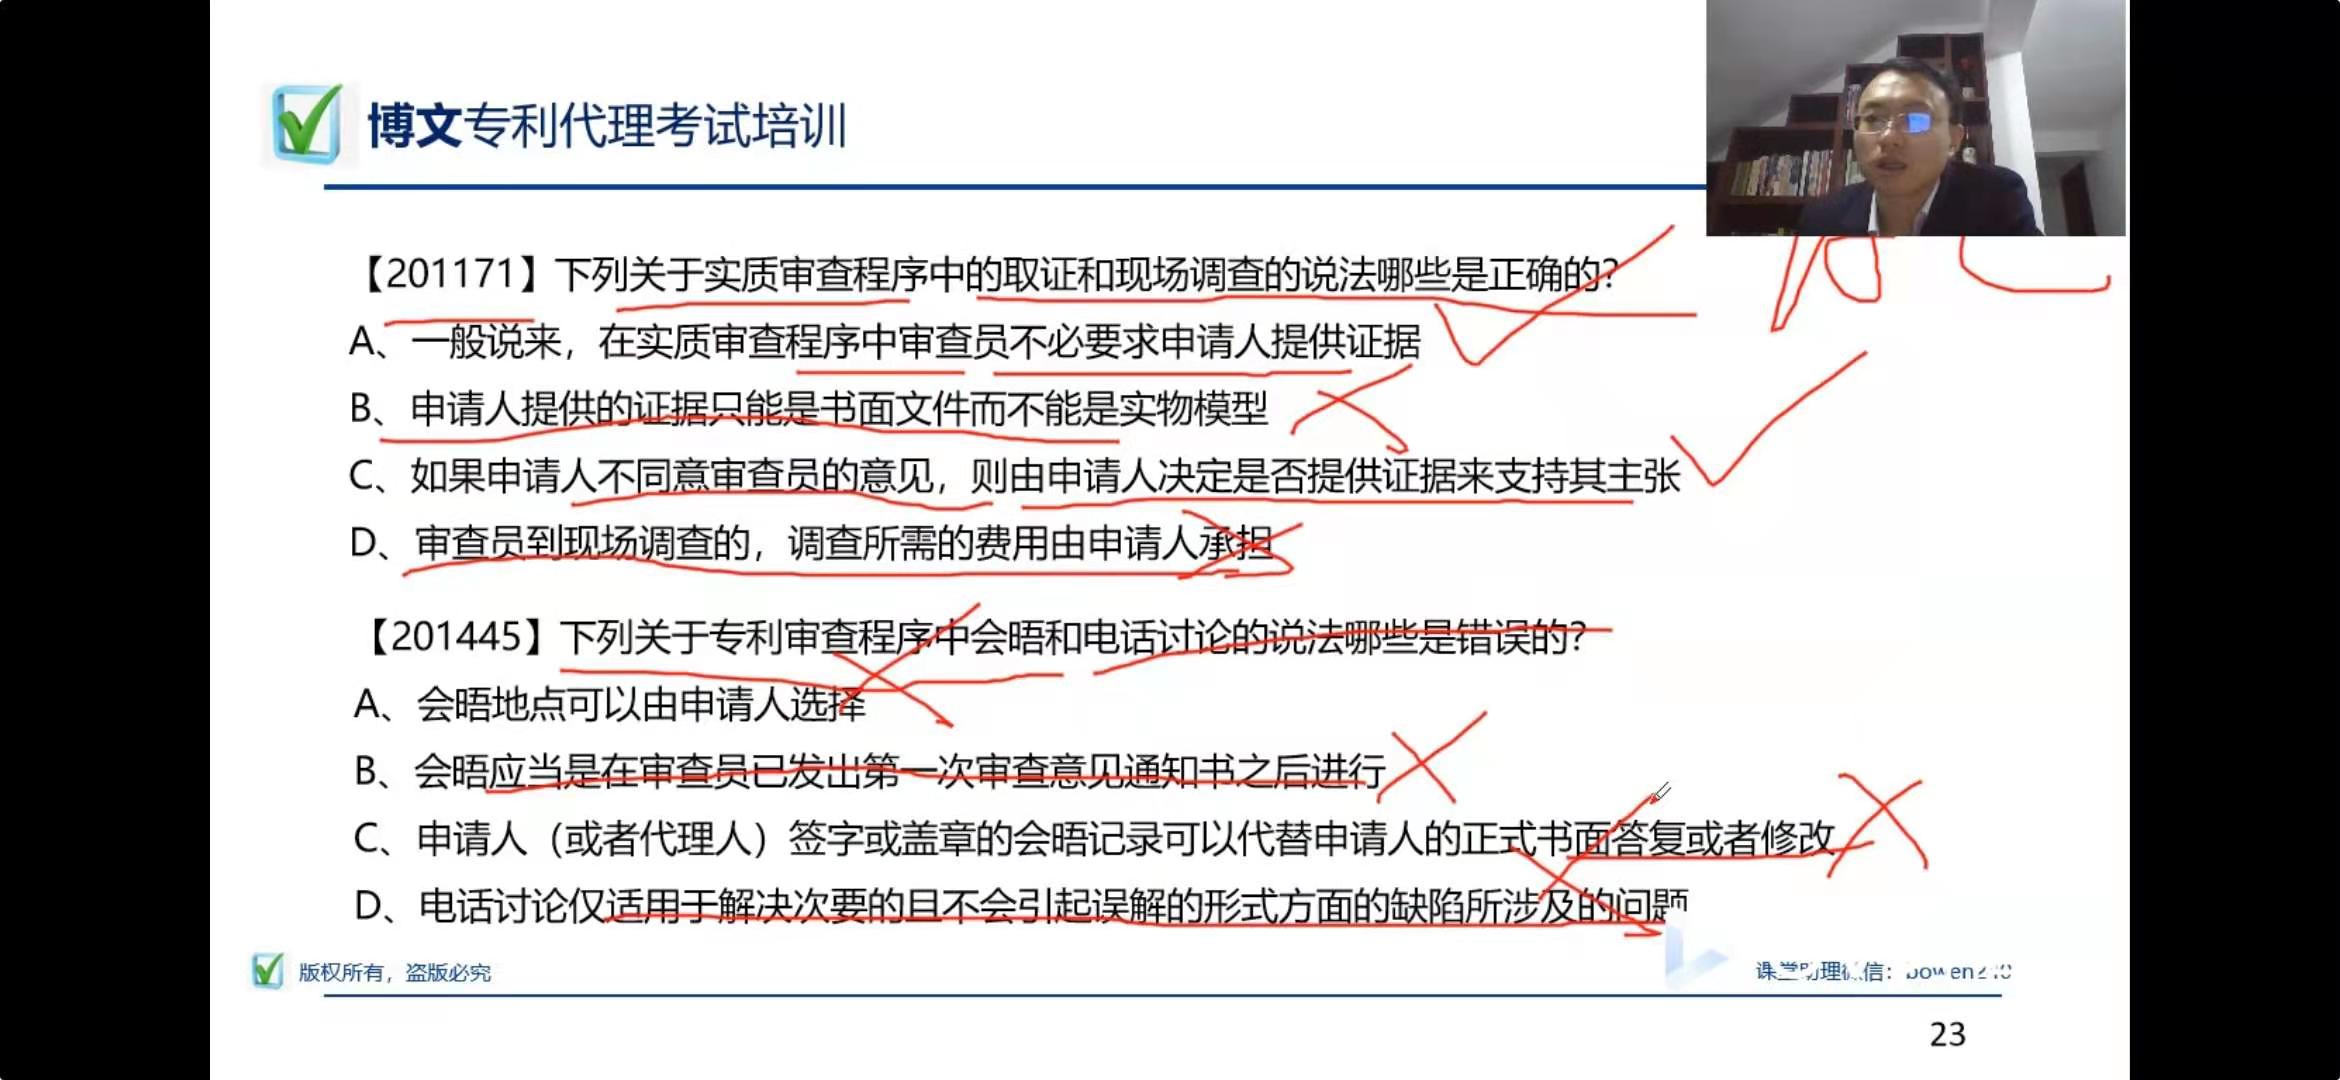 博文专利代理考试培训
【201171】下列关于实质审查程序中的取证和现场调查的说法哪些是正确的？
A、一般说来，在实质审查程序中审查员不必要求申请人提供证据
B、申请人提供的证据只能是书面文件而不能是实物模型
C、如果申请人不同意审查员的意见，则由申请人决定是否提供证据来支持其主张
D、审查员到现场调查的，调查所需的费用由申请人承担
【201445】下列关于专利审查程序中会晤和电话讨论的说法哪些是错误的？
A、会晤地点可以由申请人选择
B、会晤应当是在审查员已发出第一次审查意见通知书之后进行
C、申请人（或者代理人）签字或盖章的会晤记录可以代替申请人的正式书面答复或者修改
D、电话讨论仅适用于解决次要的且不会引起误解的形式方面的缺陷所涉及的问题
版权所有，盗版必究
课堂助理微信：
23